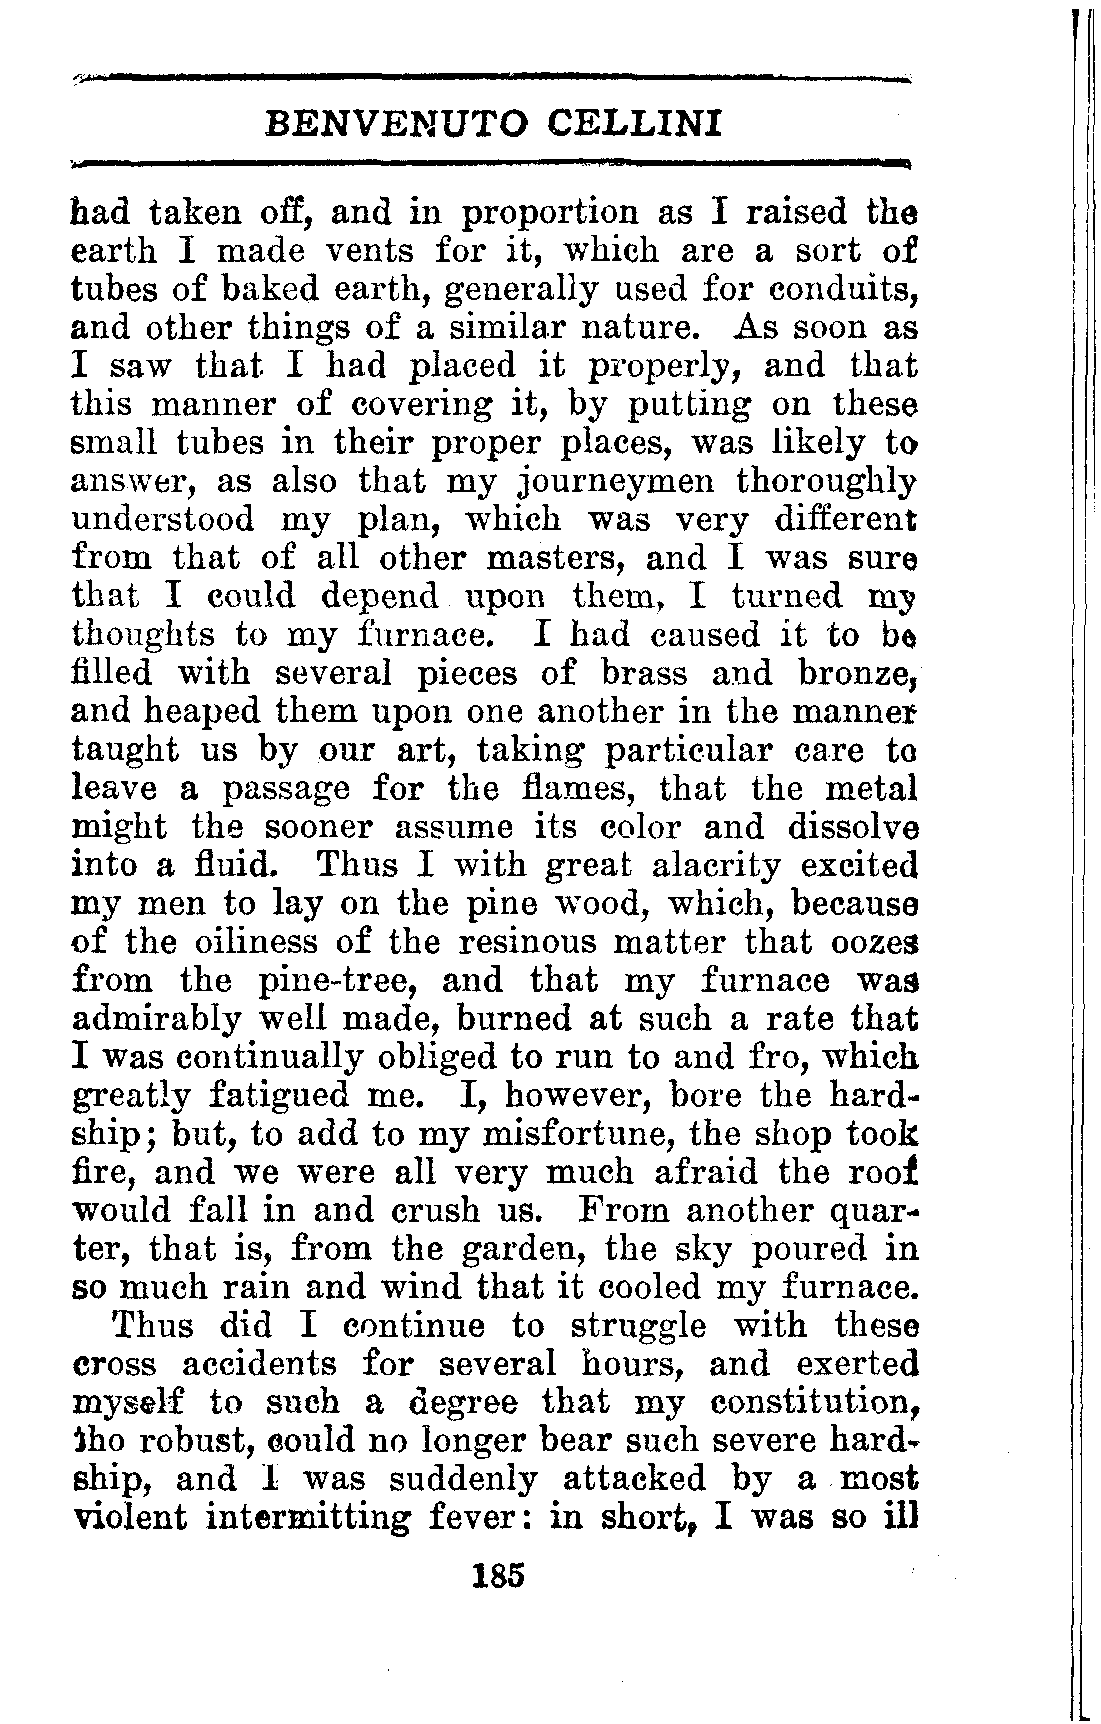 BENVENUTO CELLINI
had taken off, and in proportion as I raised the
earth I made vents for it, which are a sort of
tubes of baked earth, generally used for conduits,
and other things of a similar nature. As soon as
I saw that I had placed it properly, and that
this manner of covering it, by putting on these
small tubes in their proper places, was likely to
answer, as also that my journeymen thoroughly
understood my plan, which was very different
from that of all other masters, and I was sure
that I could depend upon them, I turned my
thoughts to my furnace. I had caused it to be
filled with several pieces of brass and bronze,
and heaped them upon one another in the manner
taught us by our art, taking particular care to
leave a passage for the flames, that the metal
might the sooner assume its color and dissolve
into a fluid. Thus I with great alacrity excited
my men to lay on the pine wood, which, because
of the oiliness of the resinous matter that oozes
from the pine-tree, and that my furnace was
admirably well made, burned at such a rate that
I was continually obliged to run to and fro, which
greatly fatigued me. I, however, bore the hard-
ship; but, to add to my misfortune, the shop took
fire, and we were all very much afraid the roof
would fall in and crush us. From another quar-
ter, that is, from the garden, the sky poured in
so much rain and wind that it cooled my furnace.
Thus did I continue to struggle with these
cross accidents for several hours, and exerted
myself to such a degree that my constitution,
tho robust, could no longer bear such severe hard-
ship, and I was suddenly attacked by a most
violent intermitting fever: in short, I was so ill
185